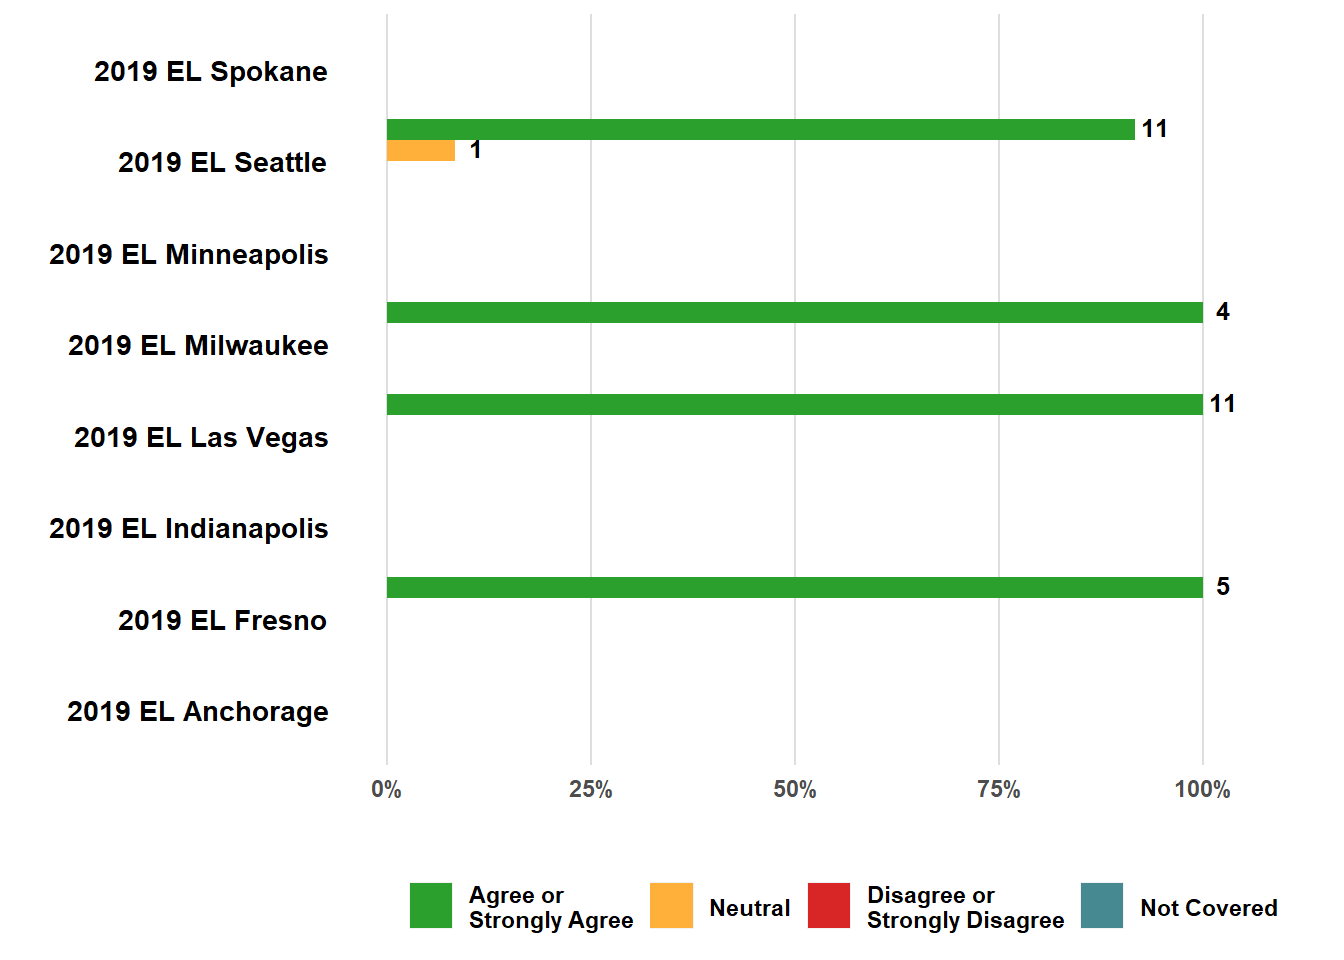 2019 EL Spokane
11
1
2019 EL Seattle
2019 EL Minneapolis
4
2019 EL Milwaukee
11
2019 EL Las Vegas
2019 EL Indianapolis
5
2019 EL Fresno
2019 EL Anchorage
0% 25% 50% 75% 100%
Agree or
Strongly Agree
Neutral
Disagree or
Strongly Disagree
Not Covered